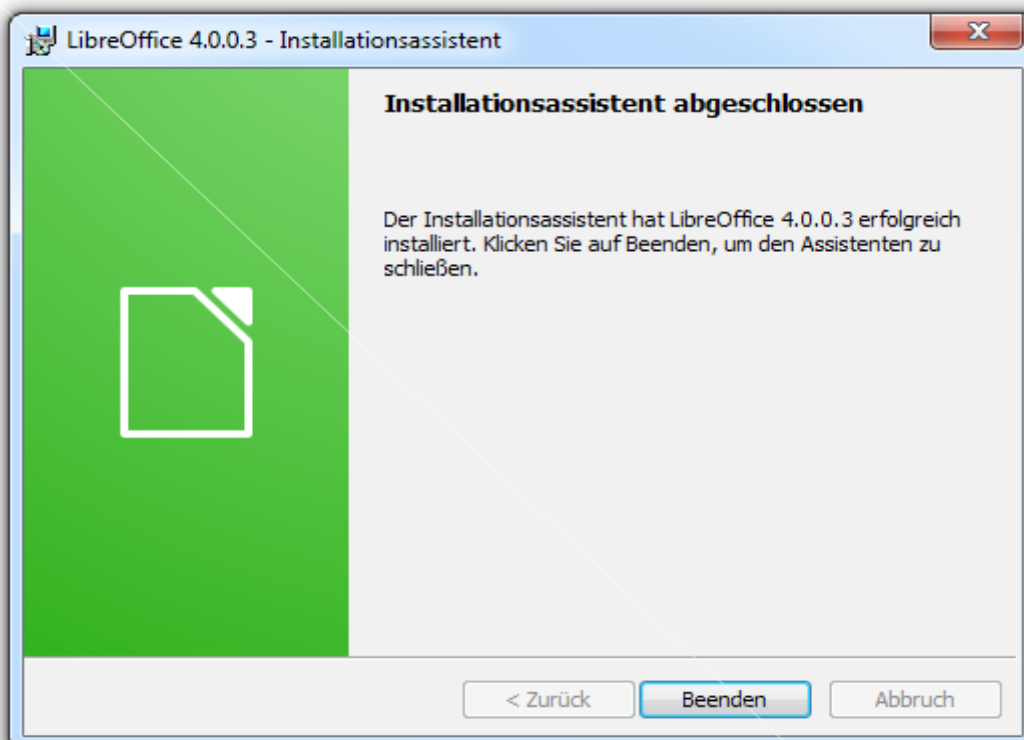 LibreOffice 4.0.0.3 - Installationsassistent
Installationsassistent abgeschlossen
Der Installationsassistent hat LibreOffice 4.0.0.3 erfolgreich
installiert. Klicken Sie auf Beenden, um den Assistenten zu
schließen.
< Zurück Beenden Abbruch